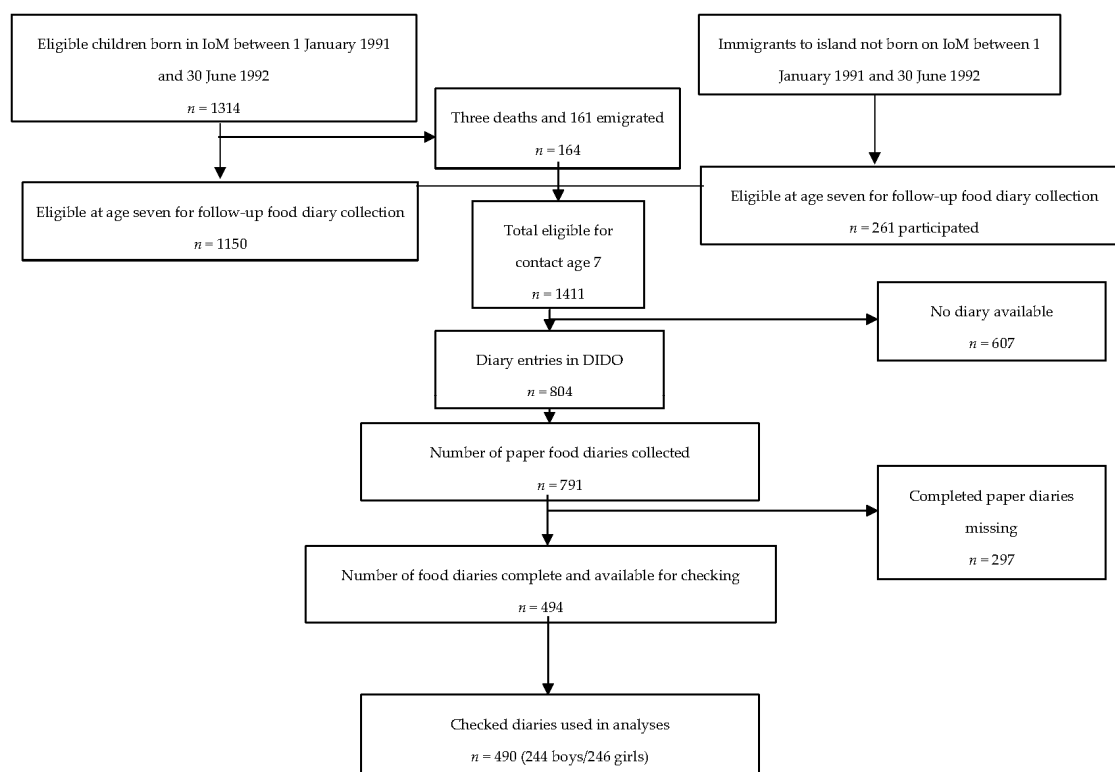 Eligible children born in IoM between 1 January 1991
and 30 June 1992
n = 1314
Immigrants to island not born on IoM between 1
January 1991 and 30 June 1992
Three deaths and 161 emigrated
n = 164
Eligible at age seven for follow-up food diary collection
n = 1150
Eligible at age seven for follow-up food diary collection
n = 261 participated
Total eligible for
contact age 7
n = 1411
No diary available
n = 607
Diary entries in DIDO
n = 804
Number of paper food diaries collected
n = 791
Completed paper diaries
missing
n = 297
Number of food diaries complete and available for checking
n = 494
Checked diaries used in analyses
n = 490 (244 boys/246 girls)